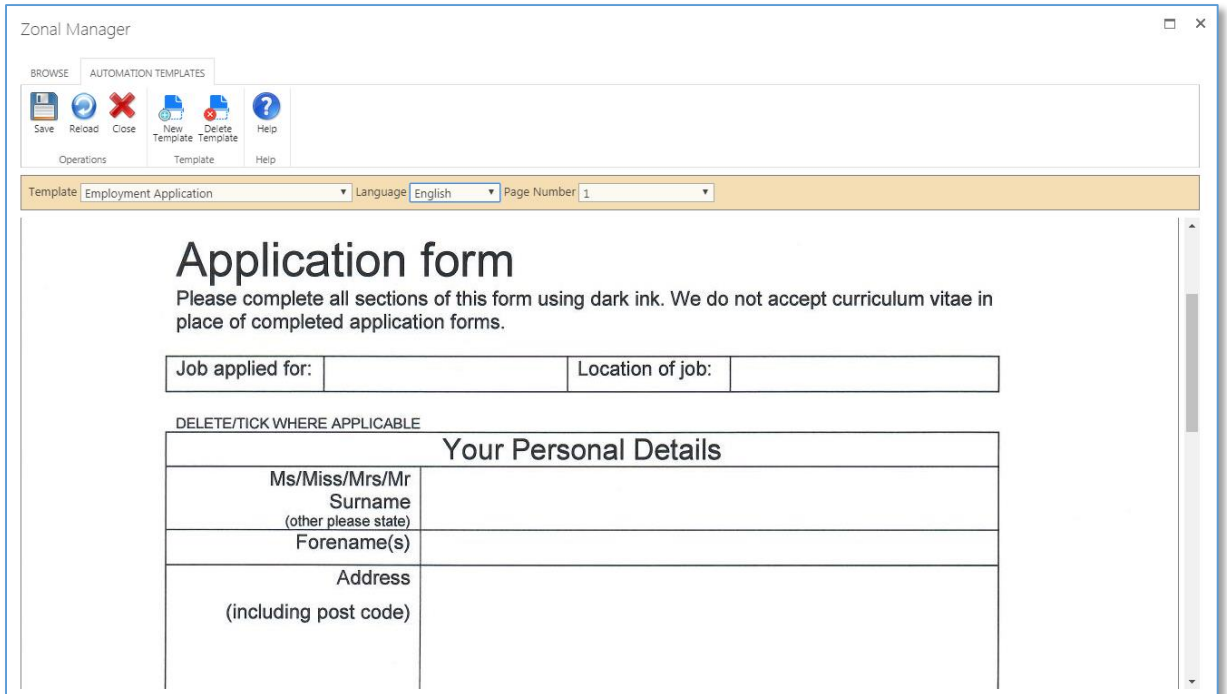 Zonal Manager
BROWSE AUTOMATION TEMPLATES
Save Reload Close New Template Delete Template Help
Operations Template Help
Template Employment Application Language English Page Number 1
Application form
Please complete all sections of this form using dark ink. We do not accept curriculum vitae in
place of completed application forms.
Job applied for: Location of job:
DELETE/TICK WHERE APPLICABLE
Your Personal Details
Ms/Miss/Mrs/Mr
Surname
(other please state)
Forename(s)
Address
(including post code)